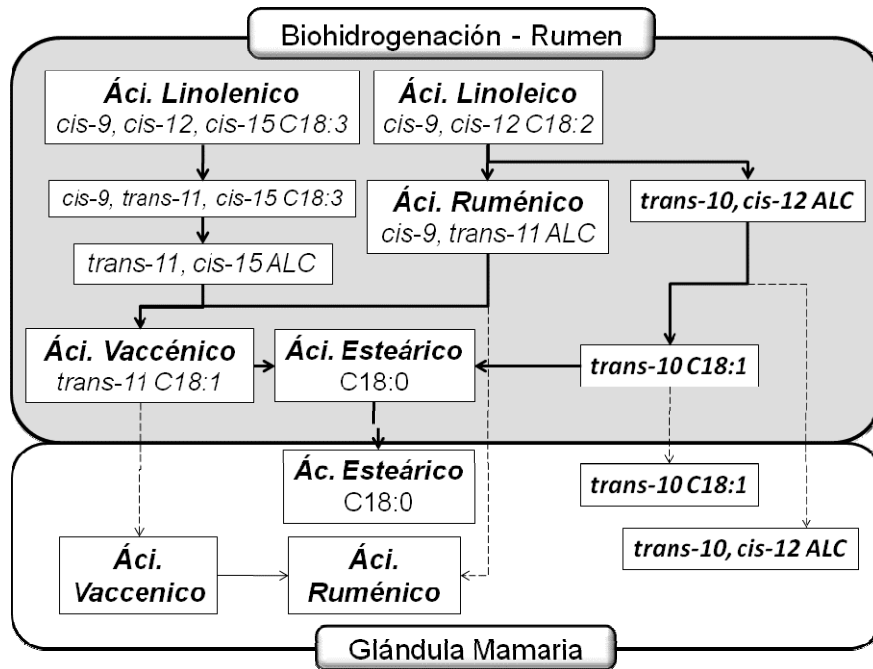 Biohidrogenación - Rumen
Áci. Linolenico
cis-9, cis-12, cis-15 C18:3
Áci. Linoleico
cis-9, cis-12 C18:2
cis-9, trans-11, cis-15 C18:3
Áci. Ruménico
cis-9, trans-11 ALC
trans-10, cis-12 ALC
trans-11, cis-15 ALC
Áci. Vaccénico
trans-11 C18:1
Áci. Esteárico
C18:0
trans-10 C18:1
Ác. Esteárico
C18:0
trans-10 C18:1
trans-10, cis-12 ALC
Áci.
Vaccenico
Áci.
Ruménico
Glándula Mamaria